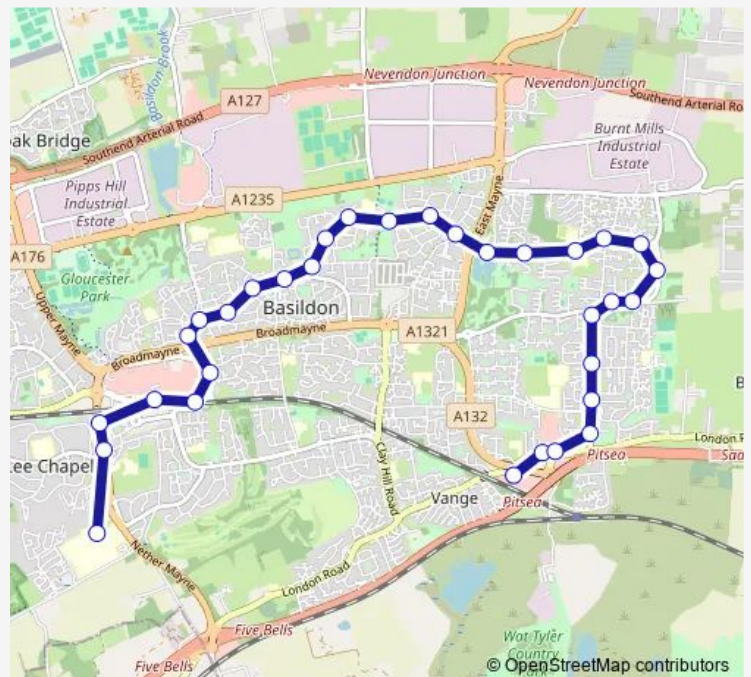 Basildon Brook
Nevendon Junction
Nevendon Junction
A127
Southend Arterial Road
Southend Arterial Roa
oak Bridge
Burnt Mills
Industrial
Estate
Pipps Hill
Industrial
Estate
A1235
East Mayne
A176
Gloucester
Park
Upper Mayne
Basildon
Broadmayne
A1321
Broadmayne
B
A132
Lee Chapel
Clay Hill Road
London R
Pitsea
Saa
Vange
Pitsea
Nether Mayne
London Road
Five Bells
Wat Tyler
Country
Five Bells
© OpenStreetMap contributors